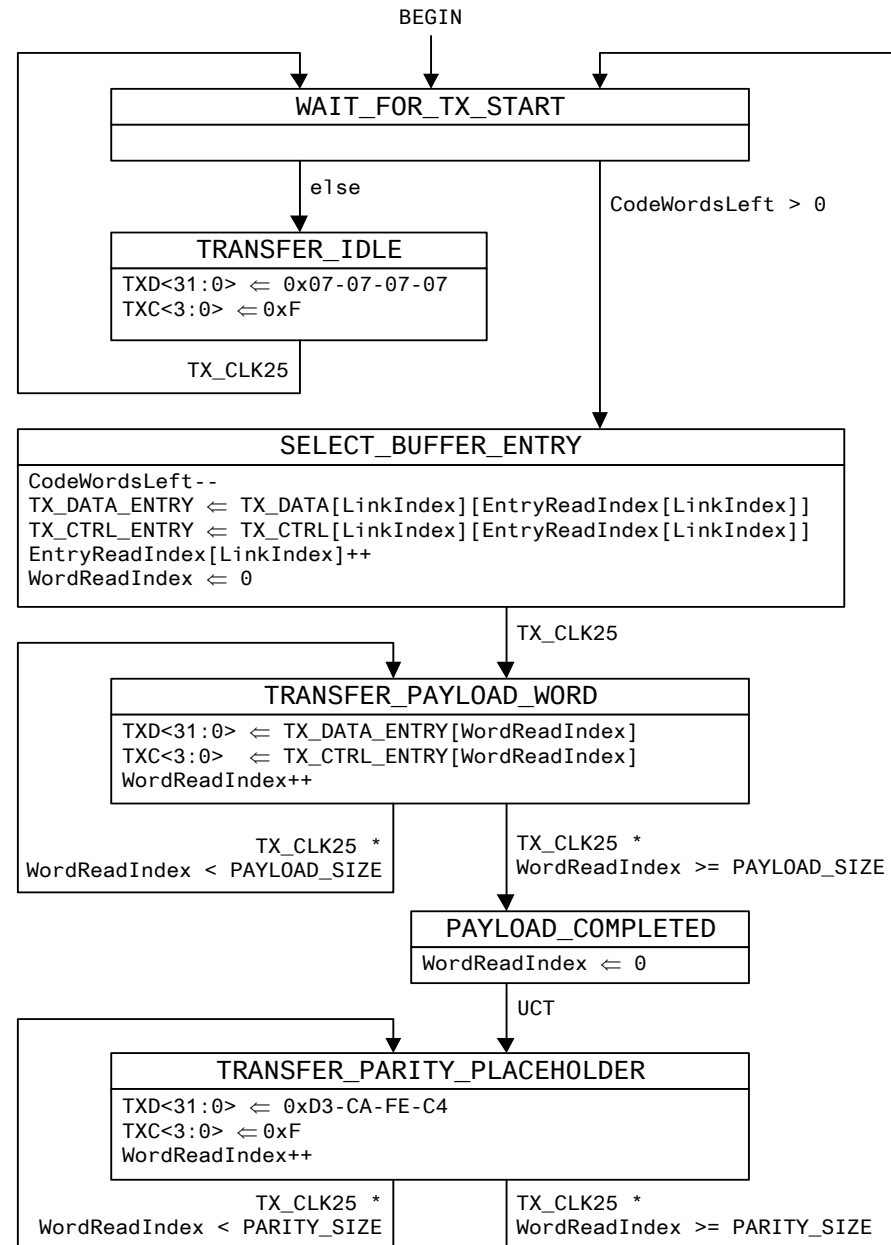 BEGIN
WAIT_FOR_TX_START
else
CodeWordsLeft > 0
TRANSFER_IDLE
TXD<31:0> ⇐ 0x07-07-07-07
TXC<3:0> ⇐ 0xF
TX_CLK25
SELECT_BUFFER_ENTRY
CodeWordsLeft--
TX_DATA_ENTRY ⇐ TX_DATA[LinkIndex][EntryReadIndex[LinkIndex]]
TX_CTRL_ENTRY ⇐ TX_CTRL[LinkIndex][EntryReadIndex[LinkIndex]]
EntryReadIndex[LinkIndex]++
WordReadIndex ⇐ 0
TX_CLK25
TRANSFER_PAYLOAD_WORD
TXD<31:0> ⇐ TX_DATA_ENTRY[WordReadIndex]
TXC<3:0> ⇐ TX_CTRL_ENTRY[WordReadIndex]
WordReadIndex++
TX_CLK25 *
WordReadIndex < PAYLOAD_SIZE
TX_CLK25 *
WordReadIndex >= PAYLOAD_SIZE
PAYLOAD_COMPLETED
WordReadIndex ⇐ 0
UCT
TRANSFER_PARITY_PLACEHOLDER
TXD<31:0> ⇐ 0xD3-CA-FE-C4
TXC<3:0> ⇐ 0xF
WordReadIndex++
TX_CLK25 *
WordReadIndex < PARITY_SIZE
TX_CLK25 *
WordReadIndex >= PARITY_SIZE